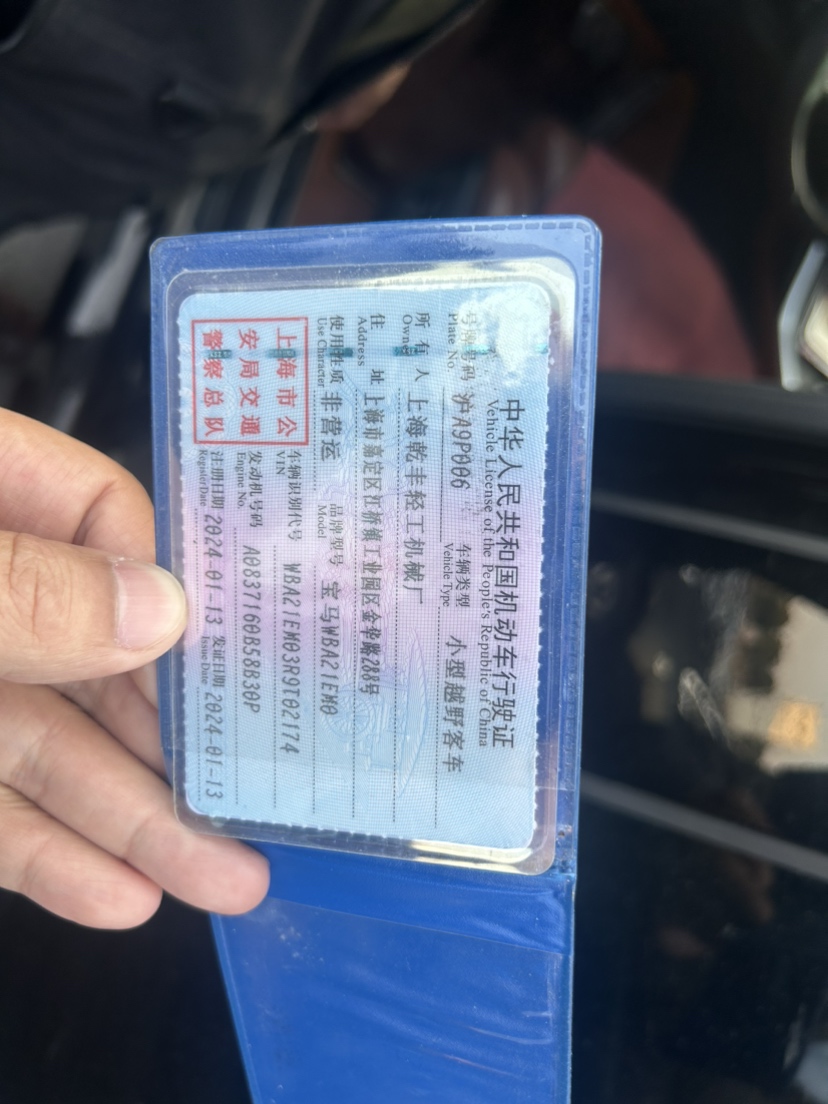 中华人民共和国机动车行驶证
Vehicle License of the People's Republic of China
号牌号码 沪A9P006 车辆类型 小型越野客车
Plate No. Vehicle Type
所有人 上海乾丰轻工机械厂
Owner
住址 上海市嘉定区江桥镇工业园区金华路288号
Address
使用性质 非营运 品牌型号 宝马WBA21EM0
Use Character Model
上海市公
安局交通
警察总队
车辆识别代号 WBA21EM03R9T02174
VIN
发动机号码 A0837160B58B30P
Engine No.
注册日期 2024-01-13 发证日期 2024-01-13
Register Date Issue Date